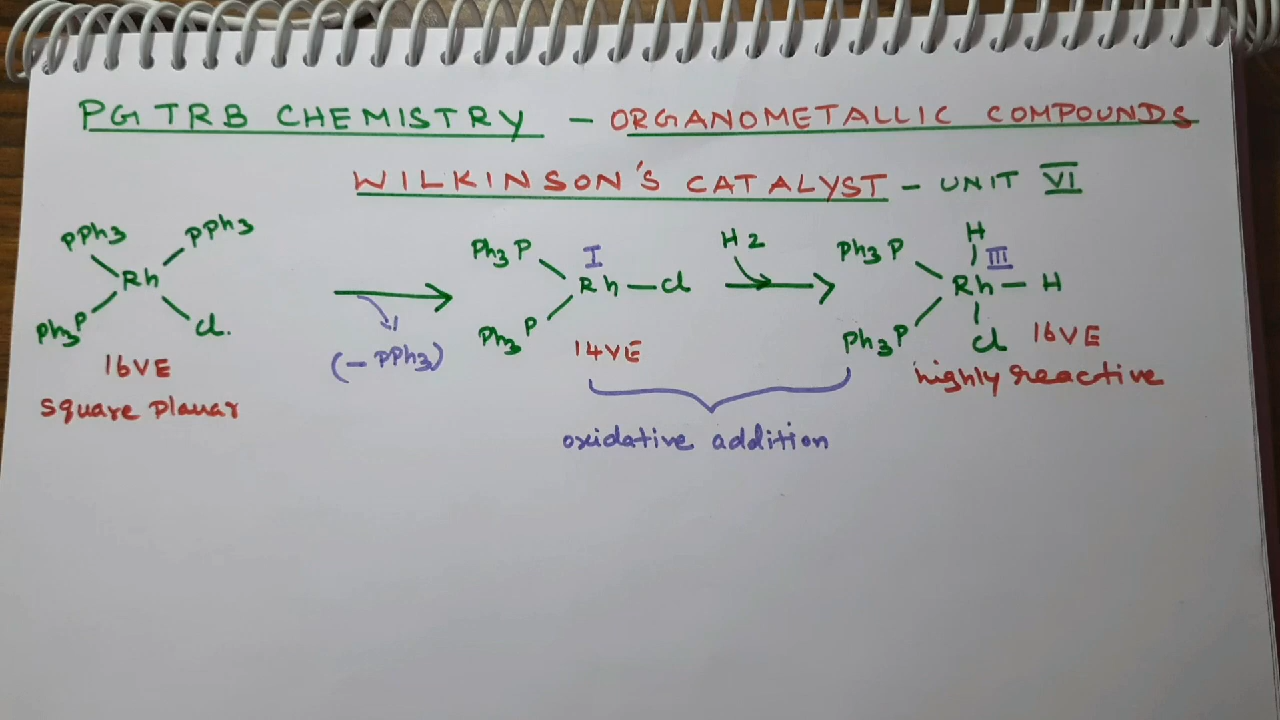 PG TRB CHEMISTRY - ORGANOMETALLIC COMPOUNDS
WILKINSON'S CATALYST - UNIT VI
PPh3 PPh3
Rh
Ph3P Cl.
16VE
square planar
(- PPh3)
Ph3P I
Rh - Cl
Ph3P
14VE
H2
oxidative addition
H
Ph3P III
Rh - H
Ph3P Cl 16VE
highly reactive